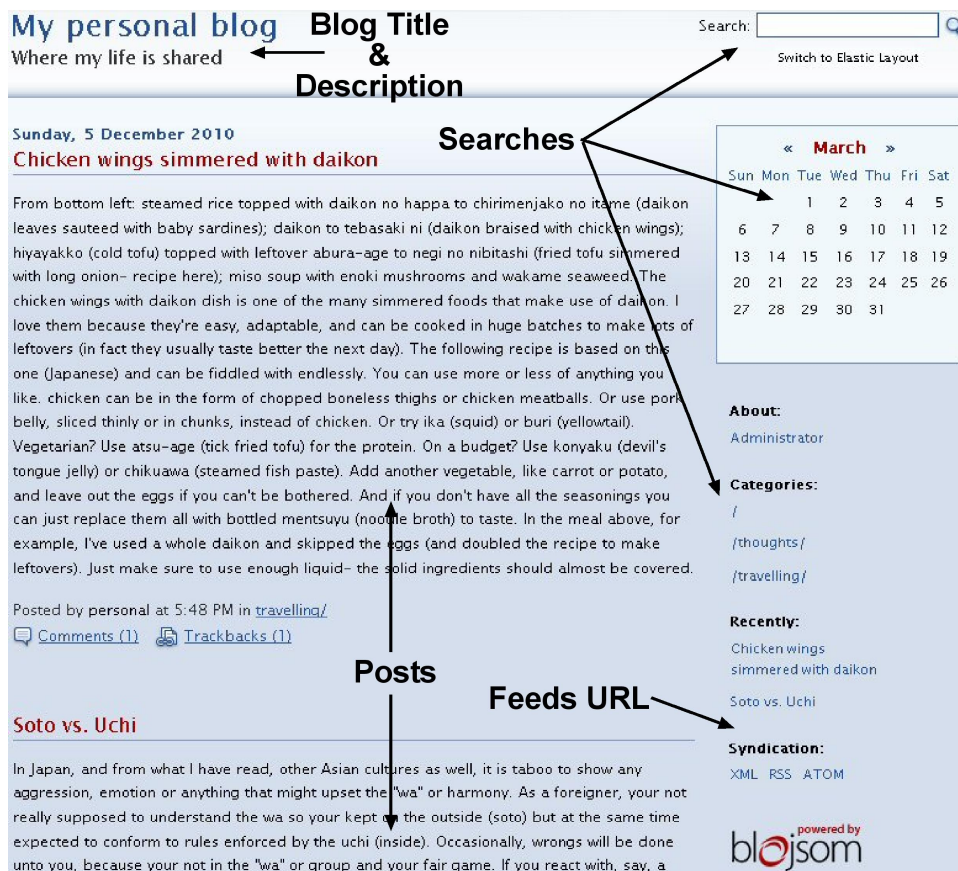 My personal blog
Where my life is shared
Blog Title
&
Description
Search:
Switch to Elastic Layout
Searches
Sunday, 5 December 2010
Chicken wings simmered with daikon
From bottom left: steamed rice topped with daikon no happa to chirimenjako no itame (daikon
leaves sauteed with baby sardines); daikon to tebasaki ni (daikon braised with chicken wings);
hiyayakko (cold tofu) topped with leftover abura-age to negi no nibitashi (fried tofu simmered
with long onion- recipe here); miso soup with enoki mushrooms and wakame seaweed. The
chicken wings with daikon dish is one of the many simmered foods that make use of daikon. I
love them because they're easy, adaptable, and can be cooked in huge batches to make lots of
leftovers (in fact they usually taste better the next day). The following recipe is based on this
one (Japanese) and can be fiddled with endlessly. You can use more or less of anything you
like. chicken can be in the form of chopped boneless thighs or chicken meatballs. Or use pork
belly, sliced thinly or in chunks, instead of chicken. Or try ika (squid) or buri (yellowtail).
Vegetarian? Use atsu-age (tick fried tofu) for the protein. On a budget? Use konyaku (devil's
tongue jelly) or chikuawa (steamed fish paste). Add another vegetable, like carrot or potato,
and leave out the eggs if you can't be bothered. And if you don't have all the seasonings you
can just replace them all with bottled mentsuyu (noodle broth) to taste. In the meal above, for
example, I've used a whole daikon and skipped the eggs (and doubled the recipe to make
leftovers). Just make sure to use enough liquid- the solid ingredients should almost be covered.
Posted by personal at 5:48 PM in travelling/
Comments (1) Trackbacks (1)
Posts
Soto vs. Uchi
In Japan, and from what I have read, other Asian cultures as well, it is taboo to show any
aggression, emotion or anything that might upset the "wa" or harmony. As a foreigner, your not
really supposed to understand the wa so your kept on the outside (soto) but at the same time
expected to conform to rules enforced by the uchi (inside). Occasionally, wrongs will be done
unto you, because your not in the "wa" or group and your fair game. If you react with, say, a
« March »
Sun Mon Tue Wed Thu Fri Sat
1 2 3 4 5
6 7 8 9 10 11 12
13 14 15 16 17 18 19
20 21 22 23 24 25 26
27 28 29 30 31
About:
Administrator
Categories:
/
/thoughts/
/travelling/
Recently:
Chicken wings
simmered with daikon
Soto vs. Uchi
Feeds URL
Syndication:
XML RSS ATOM
powered by
blojsom